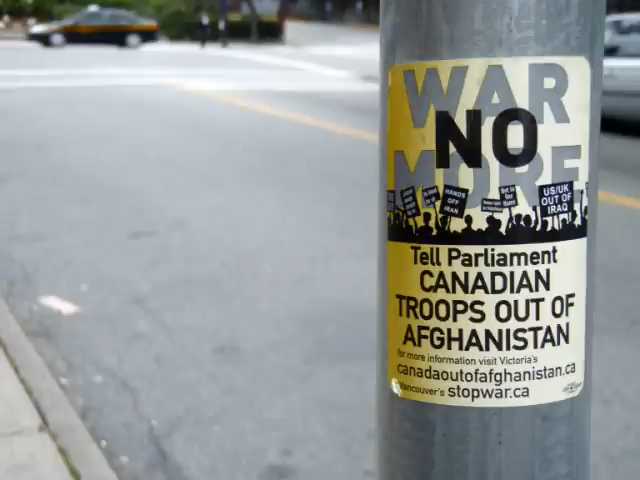 WAR
NO
MORE
HANDS
OFF
IRAN
US/UK
OUT OF
IRAQ
Tell Parliament
CANADIAN
TROOPS OUT OF
AFGHANISTAN
for more information visit Victoria's
canadaoutofafghanistan.ca
Vancouver's stopwar.ca